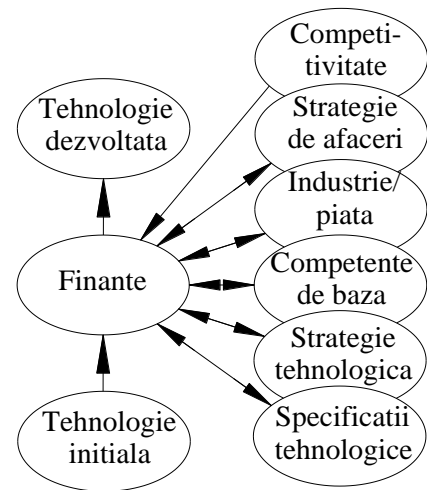 Competi-
tivitate
Tehnologie
dezvoltata
Strategie
de afaceri
Industrie/
piata
Finante
Competente
de baza
Strategie
tehnologica
Tehnologie
initiala
Specificatii
tehnologice